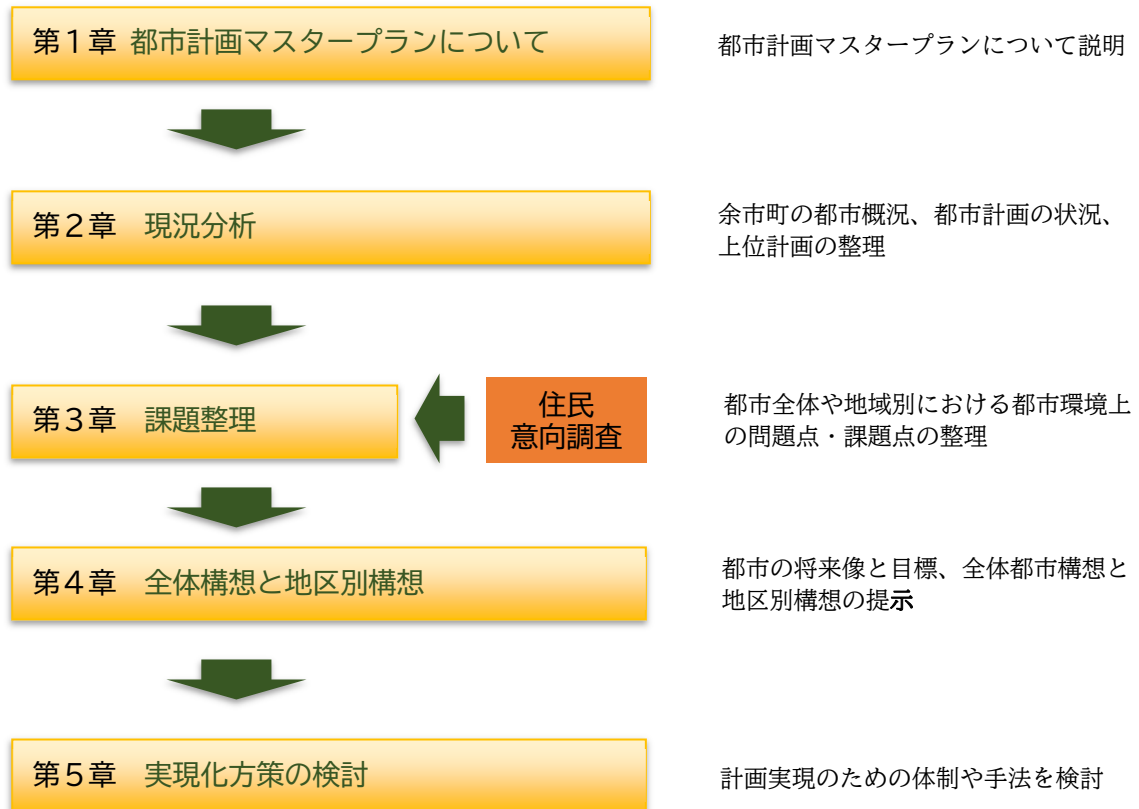 第1章 都市計画マスタープランについて
都市計画マスタープランについて説明
第2章 現況分析
余市町の都市概況、都市計画の状況、
上位計画の整理
第3章 課題整理
住民
意向調査
都市全体や地域別における都市環境上
の問題点・課題点の整理
第4章 全体構想と地区別構想
都市の将来像と目標、全体都市構想と
地区別構想の提示
第5章 実現化方策の検討
計画実現のための体制や手法を検討